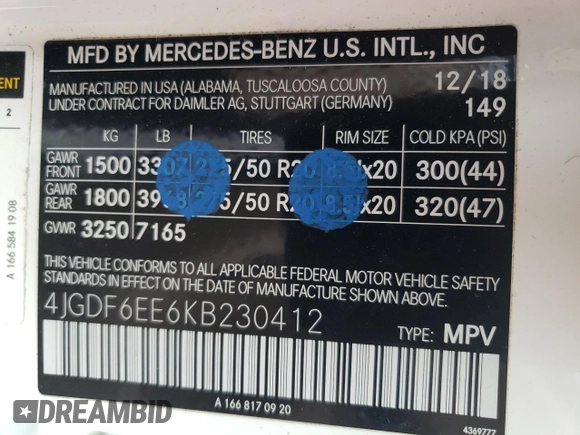 MFD BY MERCEDES-BENZ U.S. INTL., INC
MANUFACTURED IN USA (ALABAMA, TUSCALOOSA COUNTY)
UNDER CONTRACT FOR DAIMLER AG, STUTTGART (GERMANY)
12/18
149
KG LB TIRES RIM SIZE COLD KPA(PSI)
GAWR FRONT 1500 /50 300(44)
GAWR REAR 1800 /50 320(47)
GVWR 3250 7165
THIS VEHICLE CONFORMS TO ALL APPLICABLE FEDERAL MOTOR VEHICLE SAFETY
STANDARDS IN EFFECT ON THE DATE OF MANUFACTURE SHOWN ABOVE.
4JGDF6EE6KB230412
TYPE: MPV
A 166 817 09 20
4369777
A 166 584 19 08
2
DREAMBID